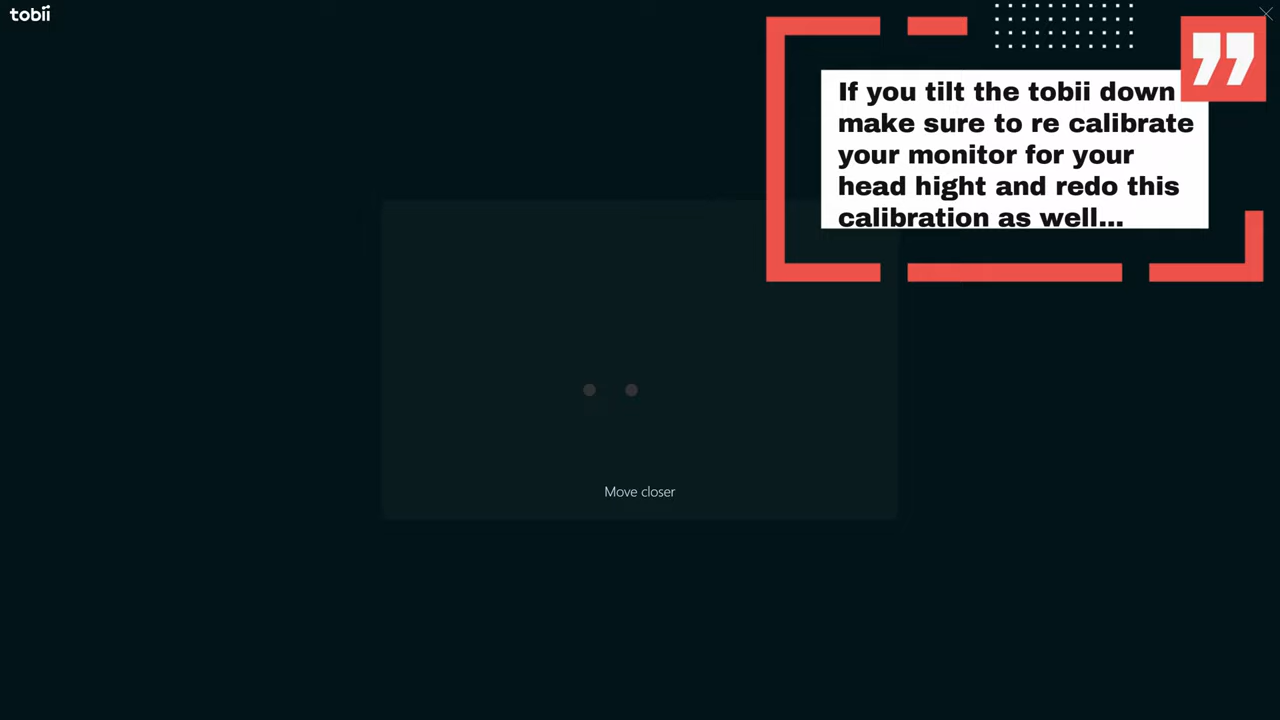 tobii
If you tilt the tobii down
make sure to re calibrate
your monitor for your
head hight and redo this
calibration as well...
Move closer